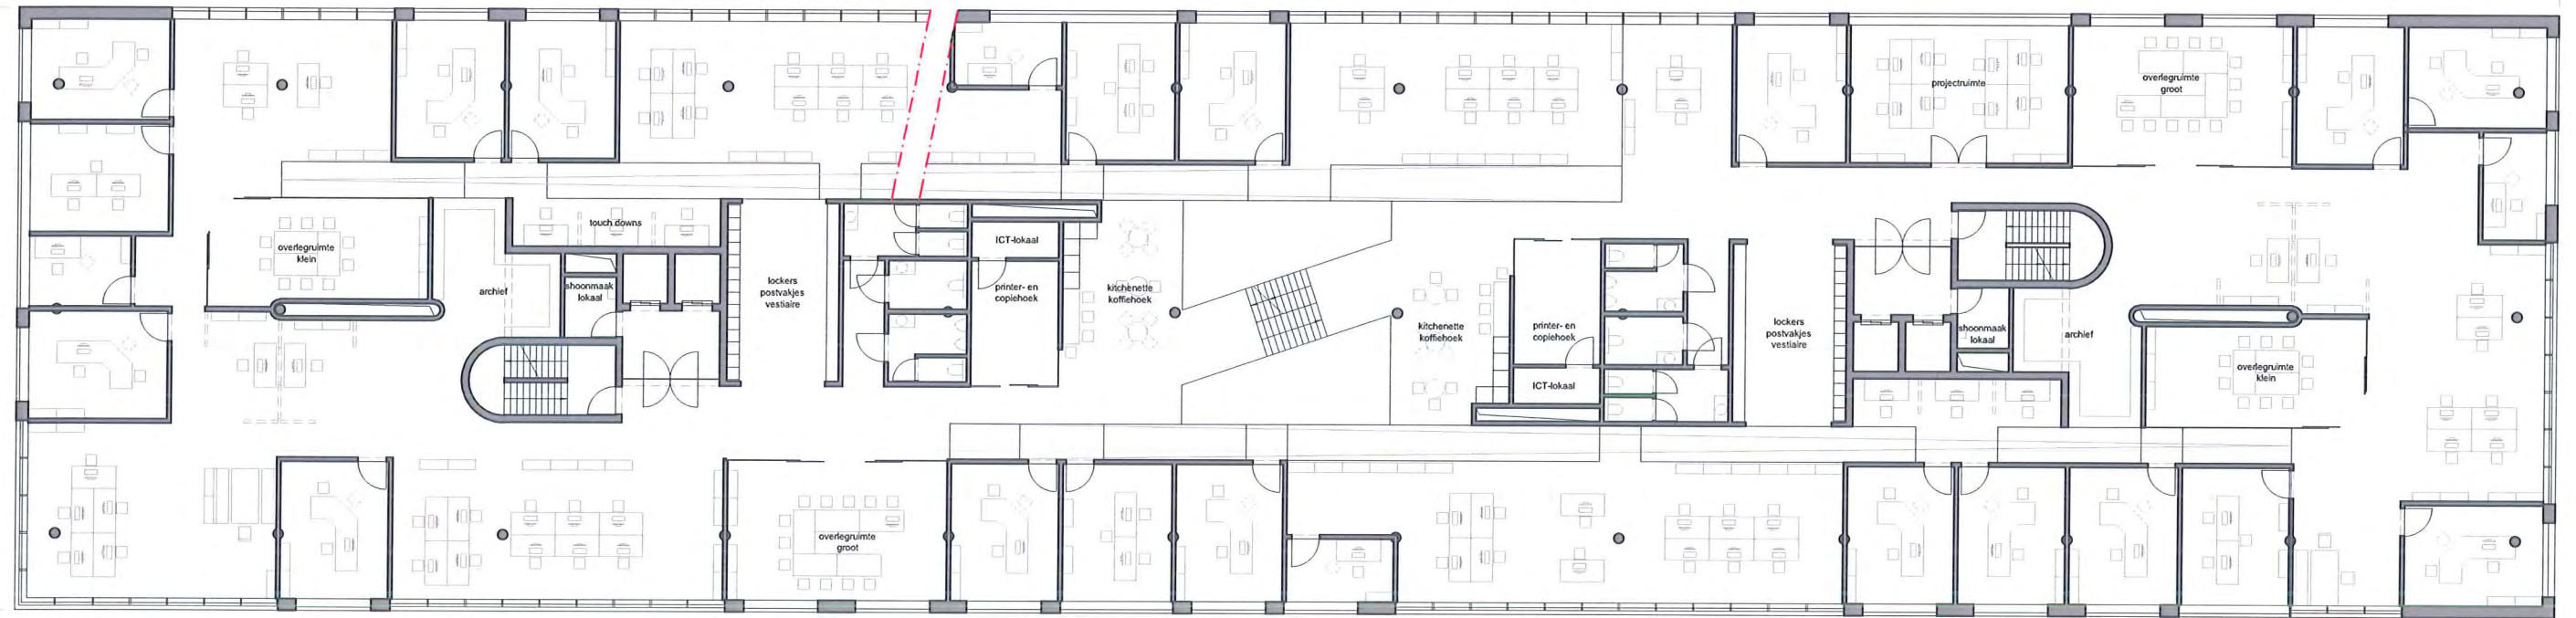 projectruimte
overlegruimte
groot
touch downs
overlegruimte
klein
ICT-lokaal
archief
shoonmaak
lokaal
lockers
postvakjes
vestiaire
printer- en
copiehoek
kitchenette
koffiehoek
kitchenette
koffiehoek
printer- en
copiehoek
ICT-lokaal
lockers
postvakjes
vestiaire
shoonmaak
lokaal
archief
overlegruimte
klein
overlegruimte
groot